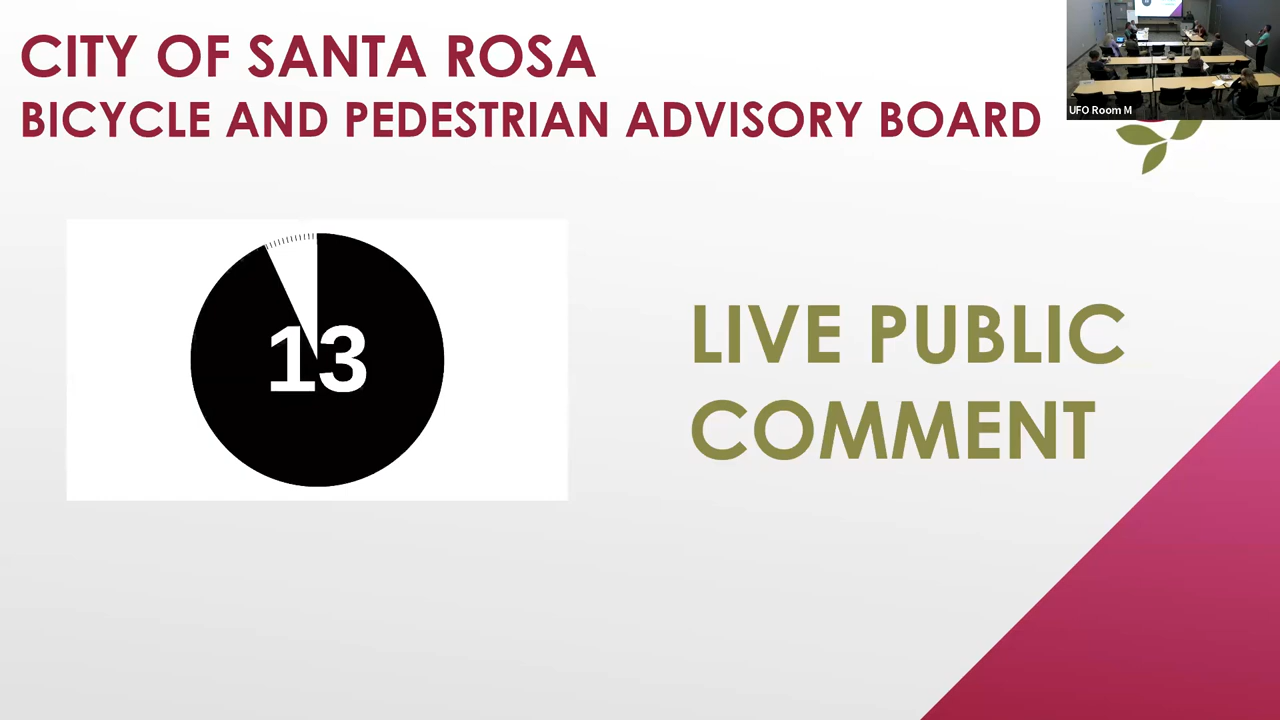 CITY OF SANTA ROSA
BICYCLE AND PEDESTRIAN ADVISORY BOARD
UFO Room M
13
LIVE PUBLIC
COMMENT